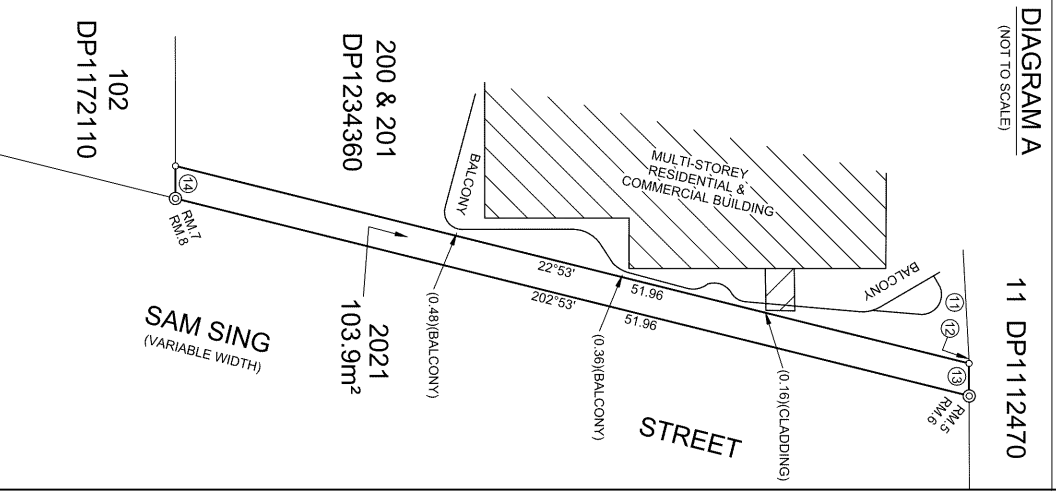 DIAGRAM A
(NOT TO SCALE)
11 DP1112470
200 & 201
DP1234360
102
DP1172110
MULTI-STOREY
RESIDENTIAL &
COMMERCIAL BUILDING
BALCONY
BALCONY
11
12
13
14
RM.5
RM.6
RM.7
RM.8
22°53'
51.96
202°53'
51.96
(0.48)(BALCONY)
(0.36)(BALCONY)
(0.16)(CLADDING)
2021
103.9m²
SAM SING
(VARIABLE WIDTH)
STREET